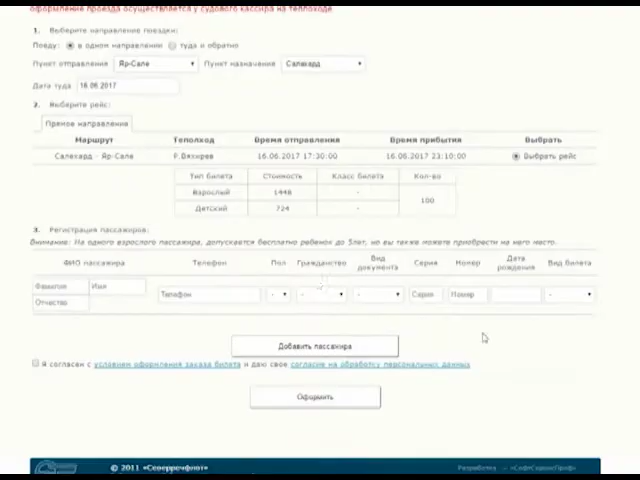 оформление проезда осуществляется у судового кассира на теплоходе
1. Выберите направление поездки:
Поеду: в одном направлении туда и обратно
Пункт отправления Яр-Сале Пункт назначения Салехард
Дата туда 16.06.2017
2. Выберите рейс:
Прямое направление
Маршрут Теплоход Время отправления Время прибытия Выбрать
Салехард - Яр-Сале Р.Вяхирев 16.06.2017 17:30:00 16.06.2017 23:10:00 Выбрать рейс
Тип билета Стоимость Класс билета Кол-во
Взрослый 1448 -
100
Детский 724 -
3. Регистрация пассажиров:
Внимание: На одного взрослого пассажира, допускается бесплатно ребенок до 5лет, но вы также можете приобрести на него место.
ФИО пассажира Телефон Пол Гражданство Вид документа Серия Номер Дата рождения Вид билета
Фамилия Имя
Телефон - - - Серия Номер -
Отчество
Добавить пассажира
Я согласен с условием оформления заказа билета и даю свое согласие на обработку персональных данных
Оформить
© 2011 «Северречфлот» Разработка — «СофтСервисПроф»